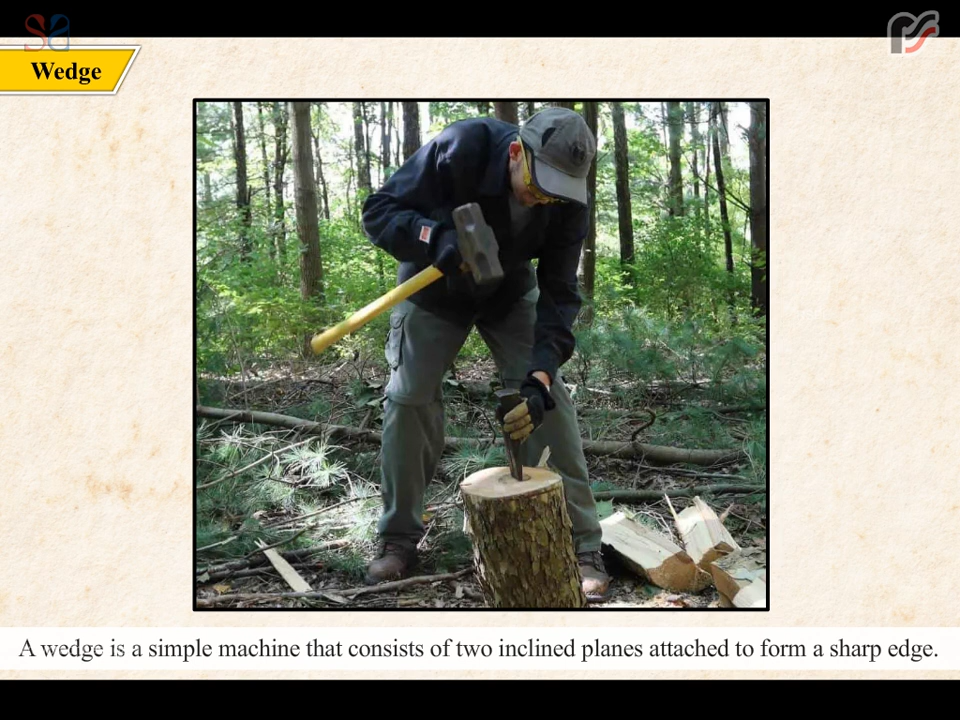 Wedge
A wedge is a simple machine that consists of two inclined planes attached to form a sharp edge.